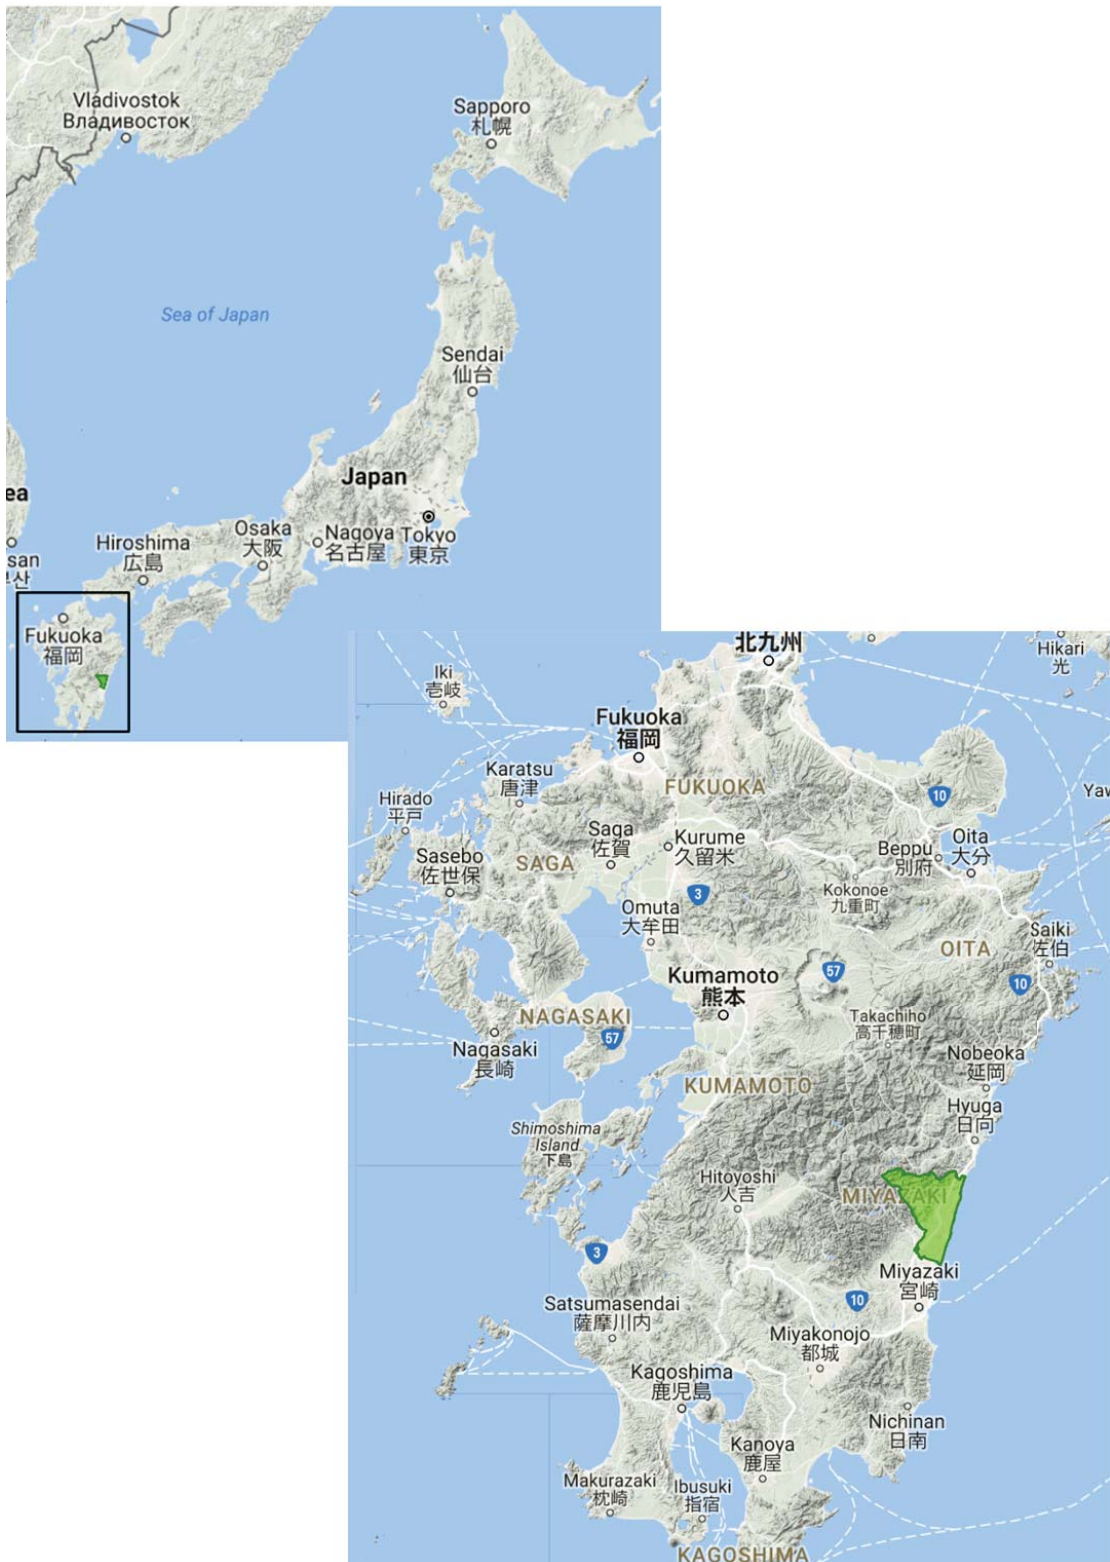 Vladivostok
Владивосток
Sapporo
札幌
Sea of Japan
Sendai
仙台
Japan
ea
Osaka
大阪
Nagoya
名古屋
Tokyo
東京
Hiroshima
広島
san
Fukuoka
福岡
北九州
Hikari
光
Iki
壱岐
Fukuoka
福岡
Karatsu
唐津
FUKUOKA
Hirado
平戸
10
Yaw
Saga
佐賀
Kurume
久留米
Oita
大分
Beppu
別府
Sasebo
佐世保
SAGA
Kokonoe
九重町
3
Omuta
大牟田
Saiki
佐伯
OITA
Kumamoto
熊本
57
10
NAGASAKI
Takachiho
高千穂町
57
Nagasaki
長崎
Nobeoka
延岡
KUMAMOTO
Hyuga
日向
Shimoshima
Island
下島
Hitoyoshi
人吉
MIYAZAKI
3
Miyazaki
宮崎
10
Satsumasendai
薩摩川内
Miyakonojo
都城
Kagoshima
鹿児島
Nichinan
日南
Kanoya
鹿屋
Makurazaki
枕崎
Ibusuki
指宿
KAGOSHIMA